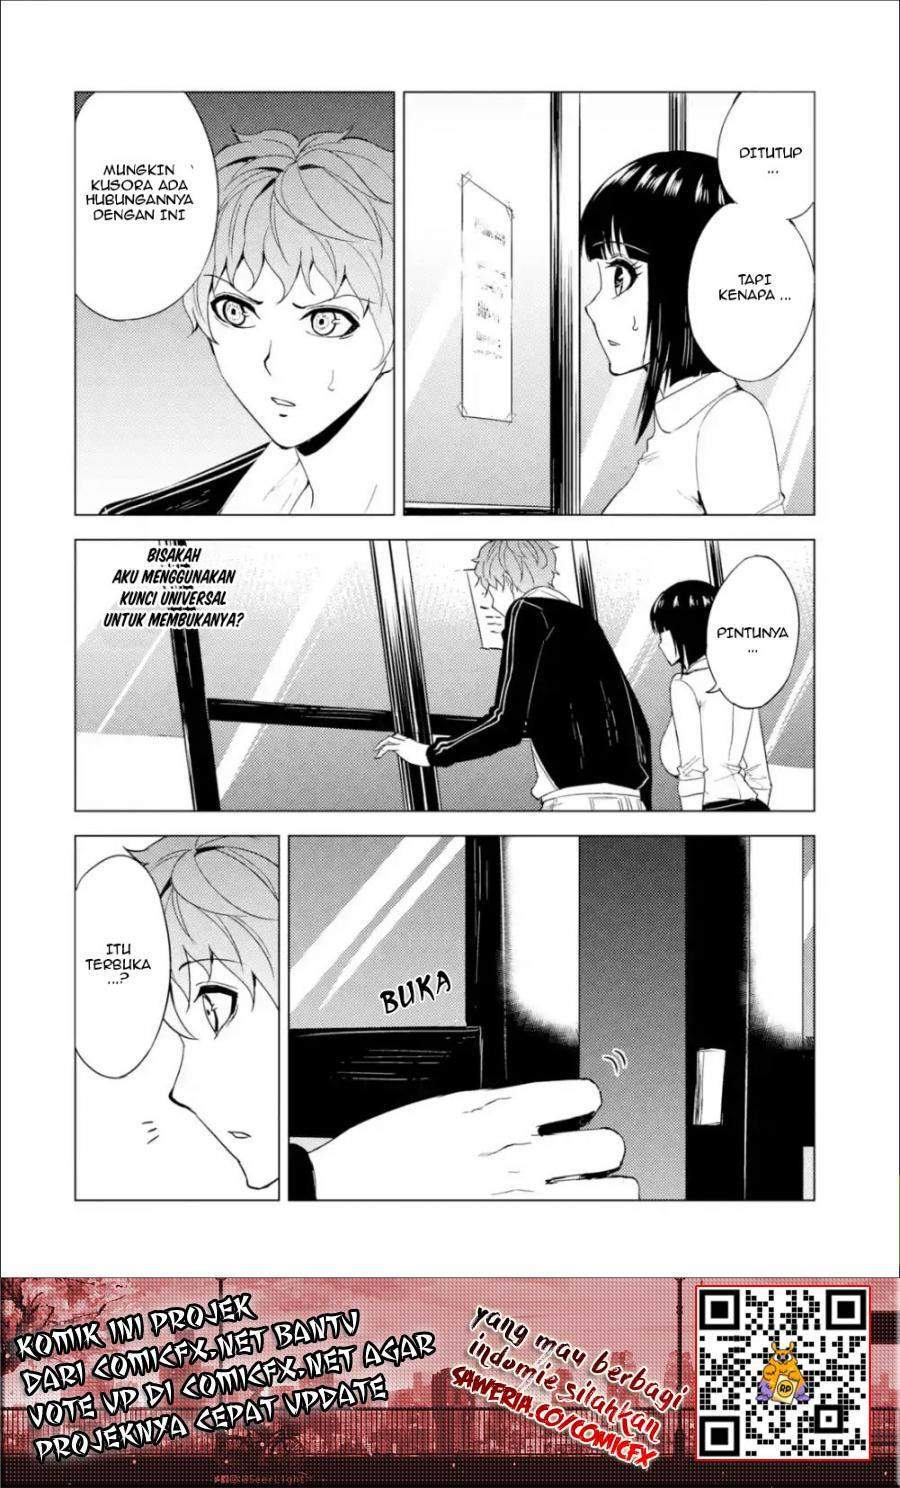 DITUTUP
...
TAPI
KENAPA ...
MUNGKIN
KUSORA ADA
HUBUNGANNYA
DENGAN INI
PINTUNYA
...
BISAKAH
AKU MENGGUNAKAN
KUNCI UNIVERSAL
UNTUK MEMBUKANYA?
BUKA
ITU
TERBUKA
...?
KOMIK INI PROJEK
DARI COMICFX.NET BANTU
VOTE UP DI COMICFX.NET AGAR
PROJEKNYA CEPAT UPDATE
yang mau berbagi
indomie silahkan
SAWERIA.CO/COMICFX
RP